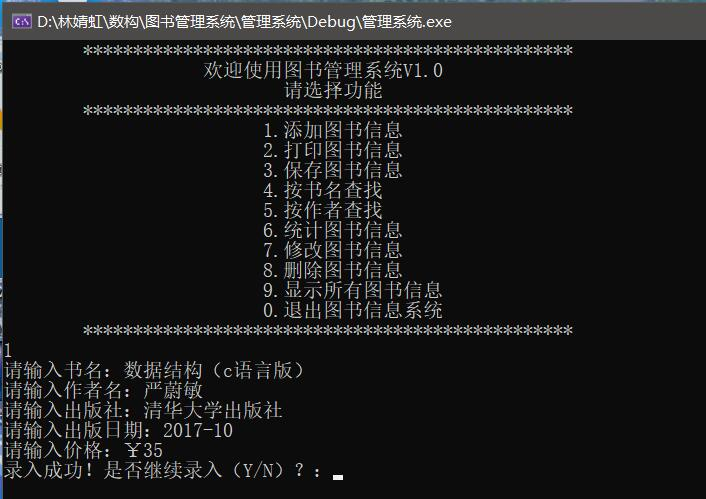 D:\林婧虹\数构\图书管理系统\管理系统\Debug\管理系统.exe
*************************************************
欢迎使用图书管理系统V1.0
请选择功能
*************************************************
1.添加图书信息
2.打印图书信息
3.保存图书信息
4.按书名查找
5.按作者查找
6.统计图书信息
7.修改图书信息
8.删除图书信息
9.显示所有图书信息
0.退出图书信息系统
*************************************************
1
请输入书名：数据结构（c语言版）
请输入作者名：严蔚敏
请输入出版社：清华大学出版社
请输入出版日期：2017-10
请输入价格：￥35
录入成功！是否继续录入（Y/N）？：